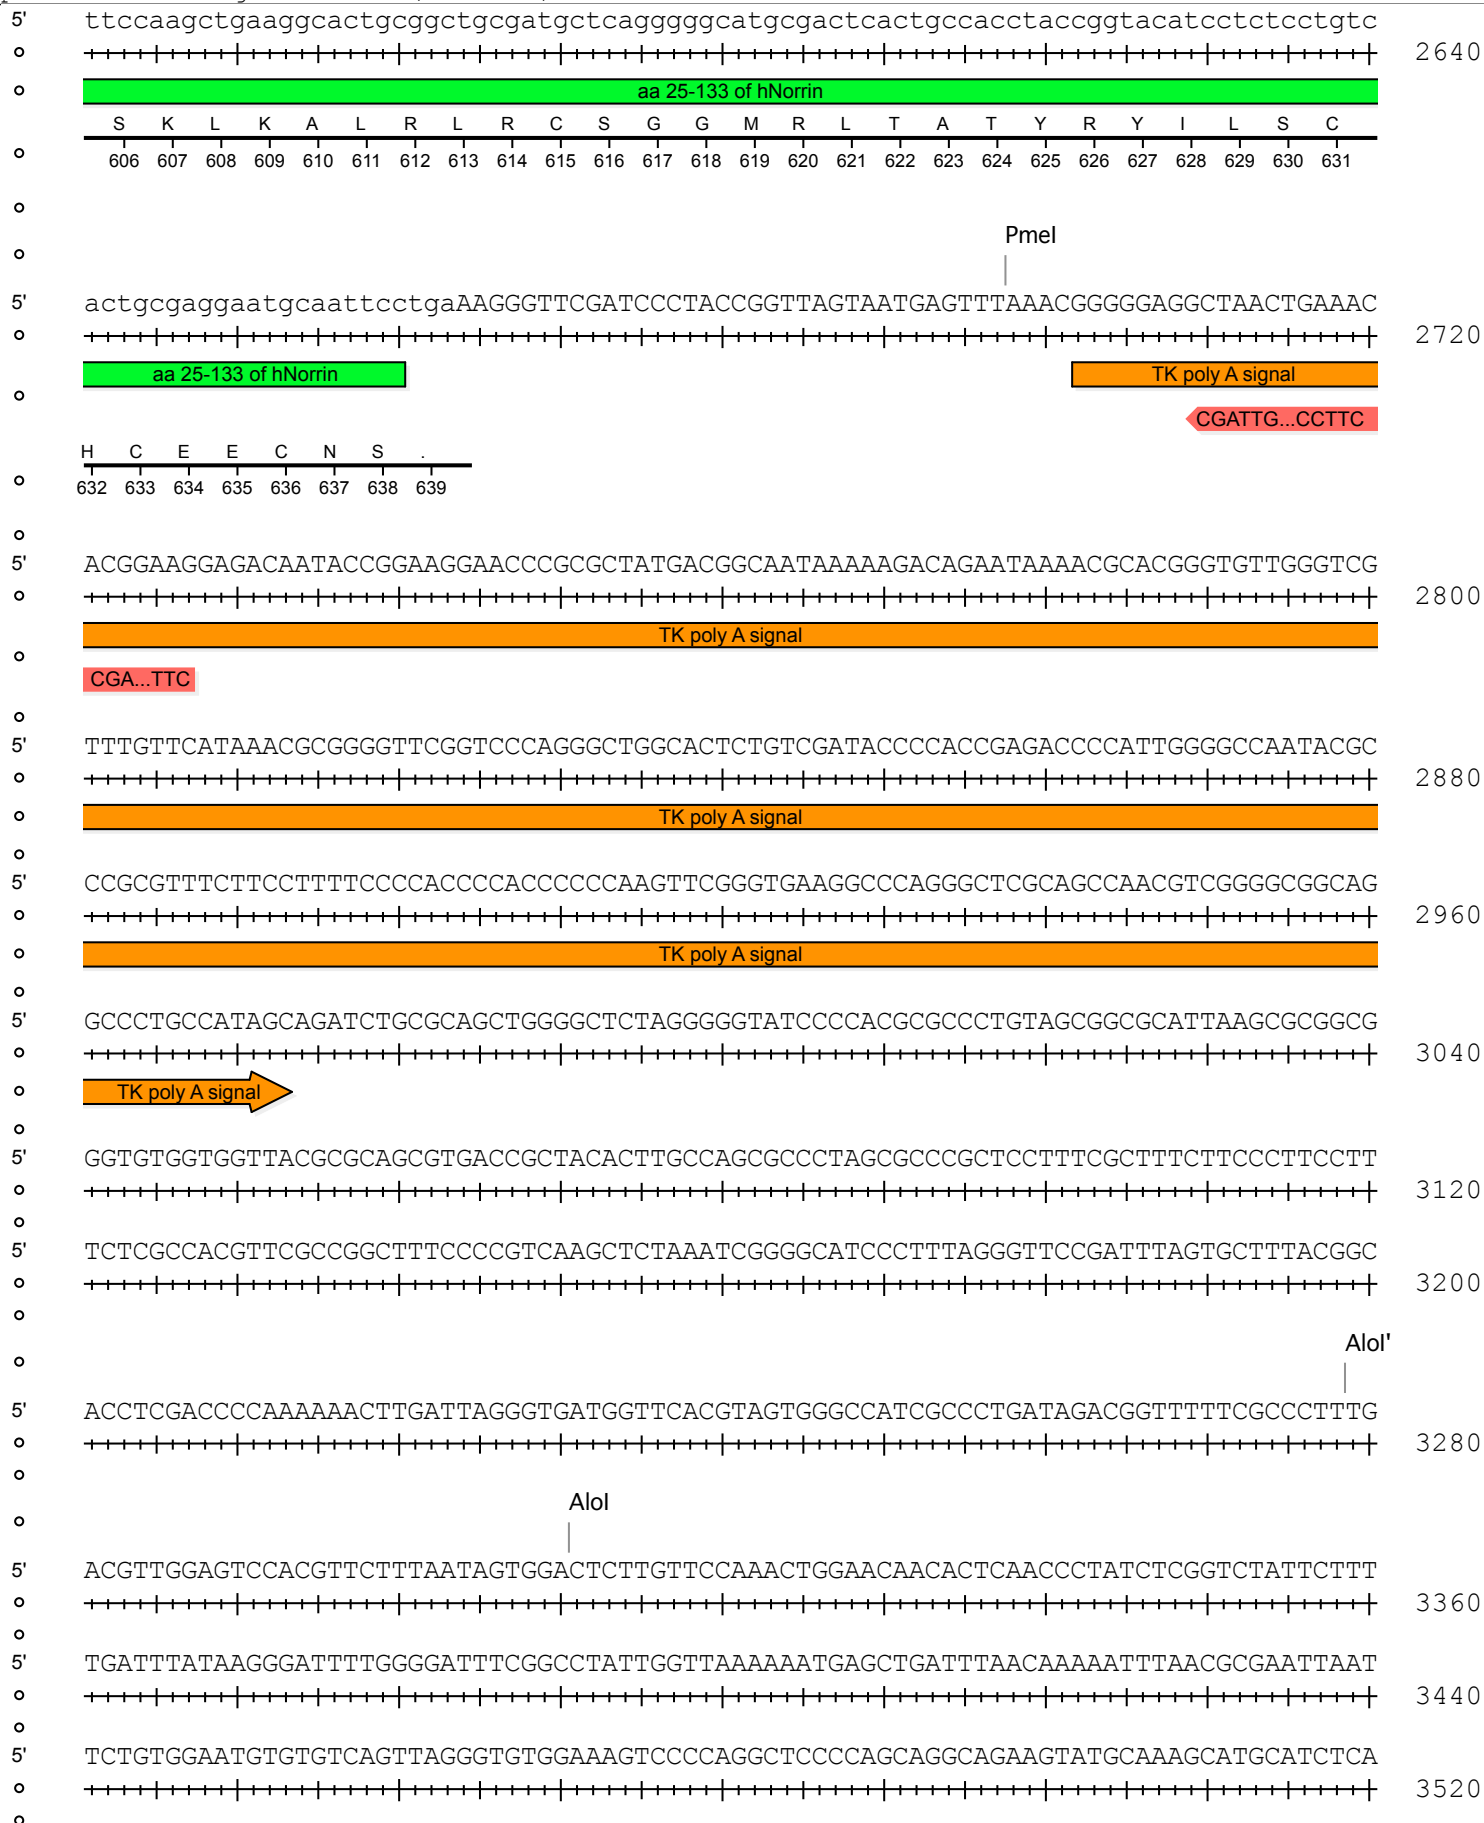 5' ttccaagctgaaggcactgcggctgcgatgctcagggggcatgcgactcactgccacctaccggtacatcctctcctgtc
2640
aa 25-133 of hNorrin
S K L K A L R L R C S G G M R L T A T Y R Y I L S C
606 607 608 609 610 611 612 613 614 615 616 617 618 619 620 621 622 623 624 625 626 627 628 629 630 631
PmeI
5' actgcgaggaatgcaattcctgaAAGGGTTCGATCCCTACCGGTTAGTAATGAGTTTAAACGGGGGAGGCTAACTGAAAC
2720
aa 25-133 of hNorrin TK poly A signal
CGATTG...CCTTC
H C E E C N S .
632 633 634 635 636 637 638 639
5' ACGGAAGGAGACAATACCGGAAGGAACCCGCGCTATGACGGCAATAAAAAGACAGAATAAAACGCACGGGTGTTGGGTCG
2800
TK poly A signal
CGA...TTC
5' TTTGTTCATAAACGCGGGGTTCGGTCCCAGGGCTGGCACTCTGTCGATACCCCACCGAGACCCCATTGGGGCCAATACGC
2880
TK poly A signal
5' CCGCGTTTCTTCCTTTTCCCCACCCCACCCCCCAAGTTCGGGTGAAGGCCCAGGGCTCGCAGCCAACGTCGGGGCGGCAG
2960
TK poly A signal
5' GCCCTGCCATAGCAGATCTGCGCAGCTGGGGCTCTAGGGGGTATCCCCACGCGCCCTGTAGCGGCGCATTAAGCGCGGCG
3040
TK poly A signal
5' GGTGTGGTGGTTACGCGCAGCGTGACCGCTACACTTGCCAGCGCCCTAGCGCCCGCTCCTTTCGCTTTCTTCCCTTCCTT
3120
5' TCTCGCCACGTTCGCCGGCTTTCCCCGTCAAGCTCTAAATCGGGGCATCCCTTTAGGGTTCCGATTTAGTGCTTTACGGC
3200
AloI'
5' ACCTCGACCCCAAAAAACTTGATTAGGGTGATGGTTCACGTAGTGGGCCATCGCCCTGATAGACGGTTTTTCGCCCTTTG
3280
AloI
5' ACGTTGGAGTCCACGTTCTTTAATAGTGGACTCTTGTTCCAAACTGGAACAACACTCAACCCTATCTCGGTCTATTCTTT
3360
5' TGATTTATAAGGGATTTTGGGGATTTCGGCCTATTGGTTAAAAAATGAGCTGATTTAACAAAAATTTAACGCGAATTAAT
3440
5' TCTGTGGAATGTGTGTCAGTTAGGGTGTGGAAAGTCCCCAGGCTCCCCAGCAGGCAGAAGTATGCAAAGCATGCATCTCA
3520